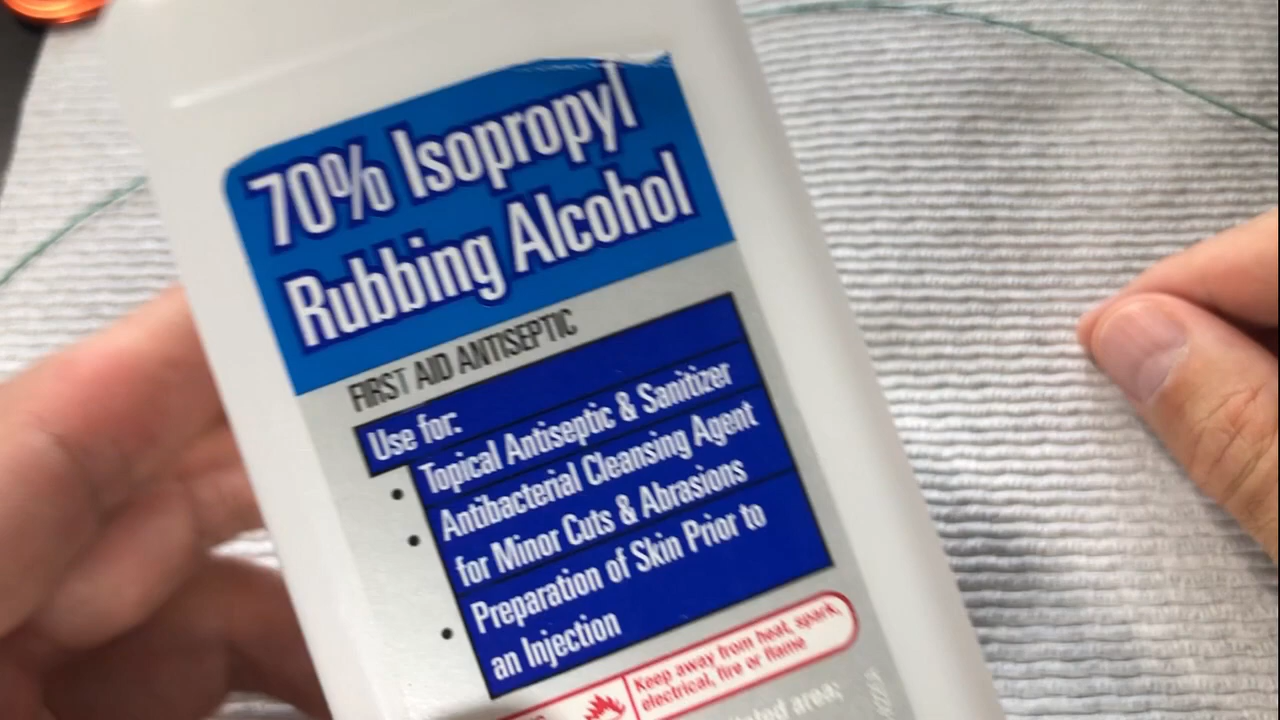 70% Isopropyl
Rubbing Alcohol
FIRST AID ANTISEPTIC
Use for:
• Topical Antiseptic & Sanitizer
• Antibacterial Cleansing Agent
for Minor Cuts & Abrasions
• Preparation of Skin Prior to
an Injection
Keep away from heat, spark,
electrical, fire or flame
area;